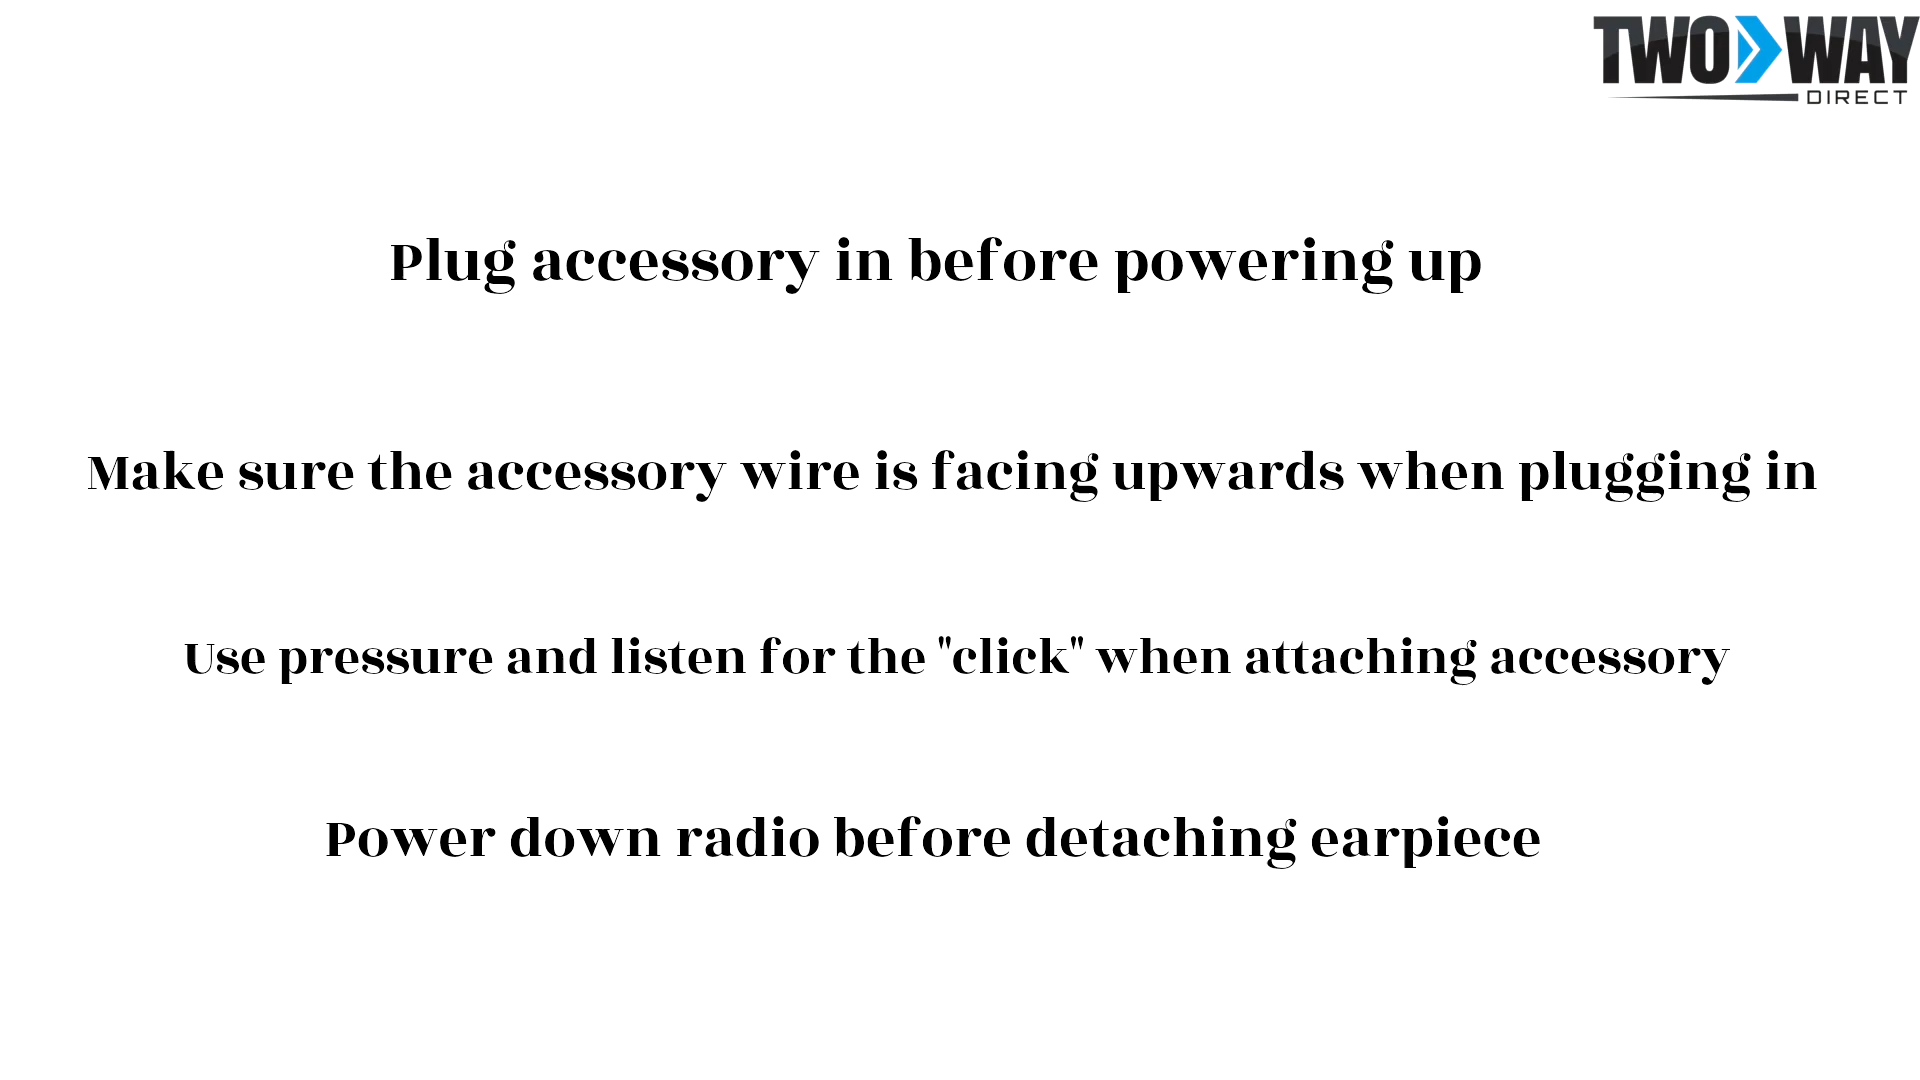 TWO WAY
DIRECT
Plug accessory in before powering up
Make sure the accessory wire is facing upwards when plugging in
Use pressure and listen for the "click" when attaching accessory
Power down radio before detaching earpiece